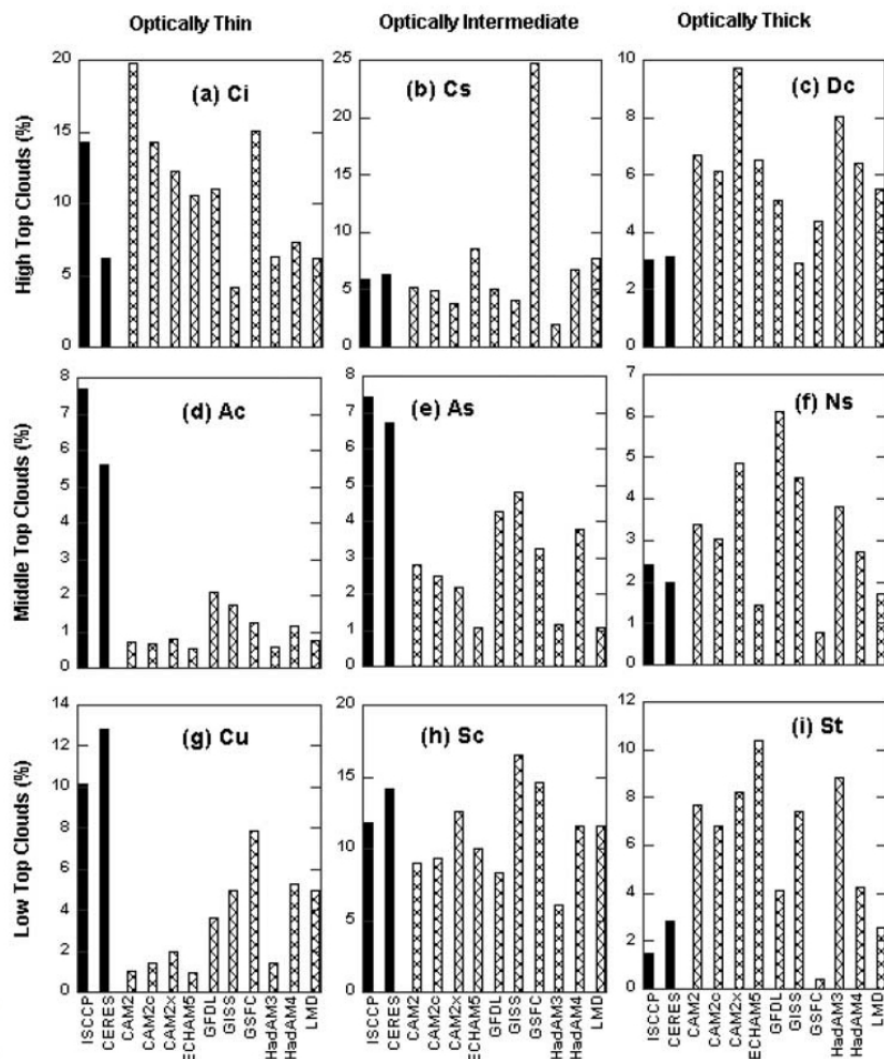 Optically Thin Optically Intermediate Optically Thick
High Top Clouds (%)
20
15
10
5
0
(a) Ci
25
20
15
10
5
0
(b) Cs
10
8
6
4
2
0
(c) Dc
Middle Top Clouds (%)
8
7
6
5
4
3
2
1
0
(d) Ac
8
7
6
5
4
3
2
1
0
(e) As
7
6
5
4
3
2
1
0
(f) Ns
Low Top Clouds (%)
14
12
10
8
6
4
2
0
(g) Cu
20
15
10
5
0
(h) Sc
12
10
8
6
4
2
0
(i) St
ISCCP
CERES
CAM2
CAM2c
CAM2x
ECHAM5
GFDL
GISS
GSFC
HadAM3
HadAM4
LMD
ISCCP
CERES
CAM2
CAM2c
CAM2x
ECHAM5
GFDL
GISS
GSFC
HadAM3
HadAM4
LMD
ISCCP
CERES
CAM2
CAM2c
CAM2x
ECHAM5
GFDL
GISS
GSFC
HadAM3
HadAM4
LMD